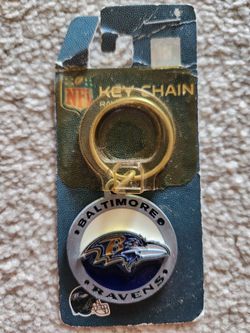 NFL
KEY CHAIN
BALTIMORE
B
RAVENS